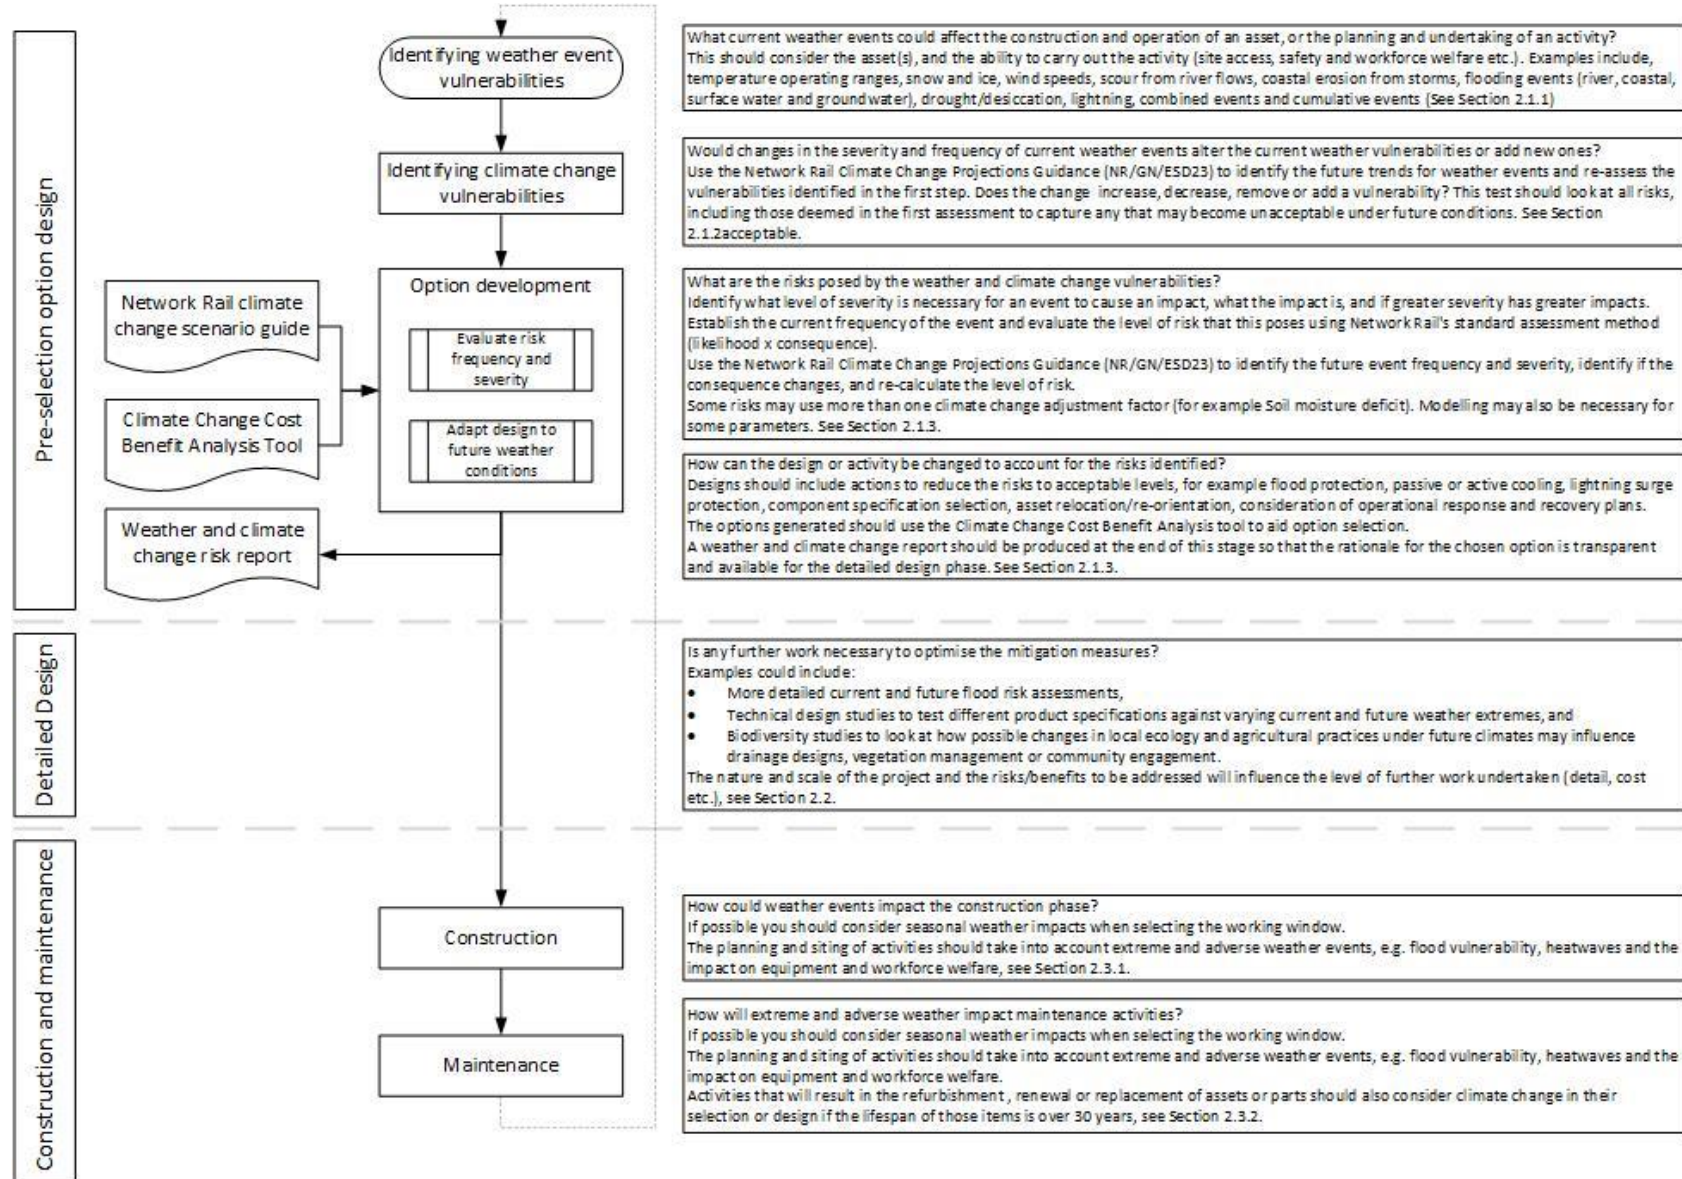 Pre-selection option design
Identifying weather event
vulnerabilities
What current weather events could affect the construction and operation of an asset, or the planning and undertaking of an activity?
This should consider the asset(s), and the ability to carry out the activity (site access, safety and workforce welfare etc.). Examples include,
temperature operating ranges, snow and ice, wind speeds, scour from river flows, coastal erosion from storms, flooding events (river, coastal,
surface water and groundwater), drought/desiccation, lightning, combined events and cumulative events (See Section 2.1.1)
Identifying climate change
vulnerabilities
Would changes in the severity and frequency of current weather events alter the current weather vulnerabilities or add new ones?
Use the Network Rail Climate Change Projections Guidance (NR/GN/ESD23) to identify the future trends for weather events and re-assess the
vulnerabilities identified in the first step. Does the change increase, decrease, remove or add a vulnerability? This test should look at all risks,
including those deemed in the first assessment to capture any that may become unacceptable under future conditions. See Section
2.1.2acceptable.
Network Rail climate
change scenario guide
Climate Change Cost
Benefit Analysis Tool
Weather and climate
change risk report
Option development
Evaluate risk
frequency and
severity
Adapt design to
future weather
conditions
What are the risks posed by the weather and climate change vulnerabilities?
Identify what level of severity is necessary for an event to cause an impact, what the impact is, and if greater severity has greater impacts.
Establish the current frequency of the event and evaluate the level of risk that this poses using Network Rail's standard assessment method
(likelihood x consequence).
Use the Network Rail Climate Change Projections Guidance (NR/GN/ESD23) to identify the future event frequency and severity, identify if the
consequence changes, and re-calculate the level of risk.
Some risks may use more than one climate change adjustment factor (for example Soil moisture deficit). Modelling may also be necessary for
some parameters. See Section 2.1.3.
How can the design or activity be changed to account for the risks identified?
Designs should include actions to reduce the risks to acceptable levels, for example flood protection, passive or active cooling, lightning surge
protection, component specification selection, asset relocation/re-orientation, consideration of operational response and recovery plans.
The options generated should use the Climate Change Cost Benefit Analysis tool to aid option selection.
A weather and climate change report should be produced at the end of this stage so that the rationale for the chosen option is transparent
and available for the detailed design phase. See Section 2.1.3.
Detailed Design
Is any further work necessary to optimise the mitigation measures?
Examples could include:
• More detailed current and future flood risk assessments,
• Technical design studies to test different product specifications against varying current and future weather extremes, and
• Biodiversity studies to look at how possible changes in local ecology and agricultural practices under future climates may influence
drainage designs, vegetation management or community engagement.
The nature and scale of the project and the risks/benefits to be addressed will influence the level of further work undertaken (detail, cost
etc.), see Section 2.2.
Construction and maintenance
Construction
How could weather events impact the construction phase?
If possible you should consider seasonal weather impacts when selecting the working window.
The planning and siting of activities should take into account extreme and adverse weather events, e.g. flood vulnerability, heatwaves and the
impact on equipment and workforce welfare, see Section 2.3.1.
Maintenance
How will extreme and adverse weather impact maintenance activities?
If possible you should consider seasonal weather impacts when selecting the working window.
The planning and siting of activities should take into account extreme and adverse weather events, e.g. flood vulnerability, heatwaves and the
impact on equipment and workforce welfare.
Activities that will result in the refurbishment, renewal or replacement of assets or parts should also consider climate change in their
selection or design if the lifespan of those items is over 30 years, see Section 2.3.2.